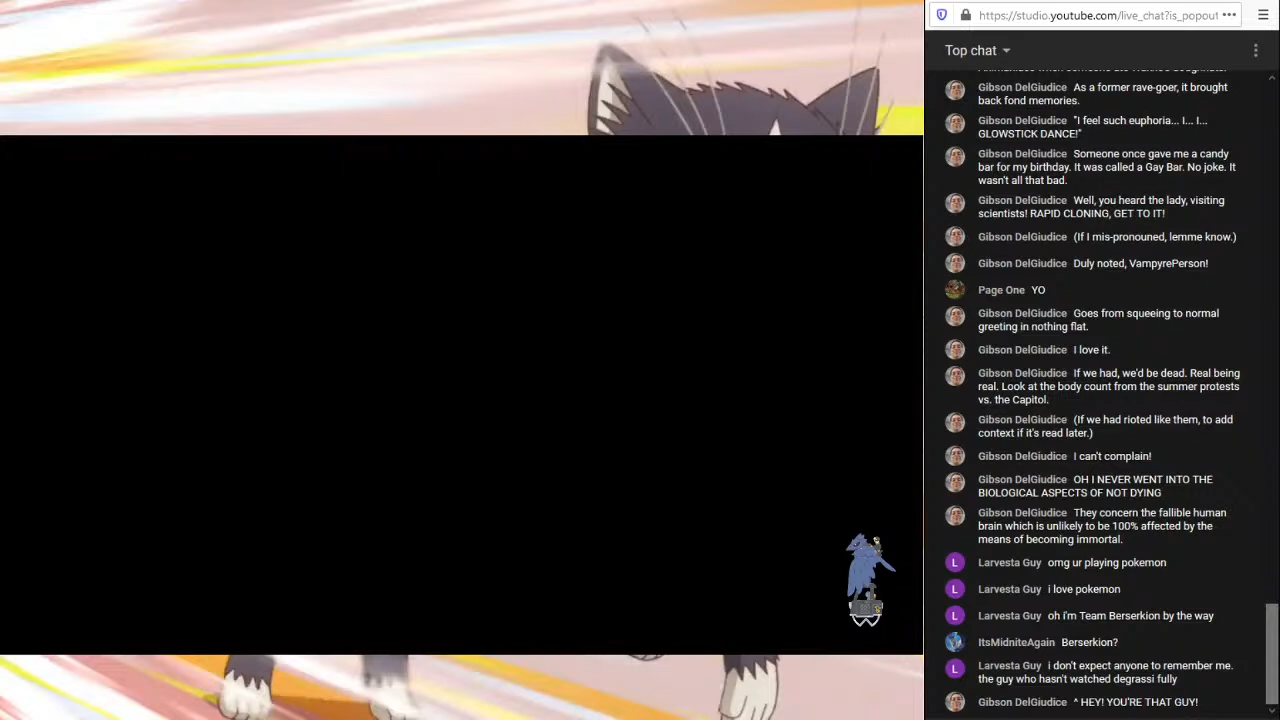 https://studio.youtube.com/live_chat?is_popout
Top chat
Gibson DelGiudice As a former rave-goer, it brought
back fond memories.
Gibson DelGiudice "I feel such euphoria... I... I...
GLOWSTICK DANCE!"
Gibson DelGiudice Someone once gave me a candy
bar for my birthday. It was called a Gay Bar. No joke. It
wasn't all that bad.
Gibson DelGiudice Well, you heard the lady, visiting
scientists! RAPID CLONING, GET TO IT!
Gibson DelGiudice (If I mis-pronounced, lemme know.)
Gibson DelGiudice Duly noted, VampyrePerson!
Page One YO
Gibson DelGiudice Goes from squeeing to normal
greeting in nothing flat.
Gibson DelGiudice I love it.
Gibson DelGiudice If we had, we'd be dead. Real being
real. Look at the body count from the summer protests
vs. the Capitol.
Gibson DelGiudice (If we had rioted like them, to add
context if it's read later.)
Gibson DelGiudice I can't complain!
Gibson DelGiudice OH I NEVER WENT INTO THE
BIOLOGICAL ASPECTS OF NOT DYING
Gibson DelGiudice They concern the fallible human
brain which is unlikely to be 100% affected by the
means of becoming immortal.
L Larvesta Guy omg ur playing pokemon
L Larvesta Guy i love pokemon
L Larvesta Guy oh i'm Team Berserkion by the way
ItsMidniteAgain Berserkion?
L Larvesta Guy i don't expect anyone to remember me.
the guy who hasn't watched degrassi fully
Gibson DelGiudice ^ HEY! YOU'RE THAT GUY!